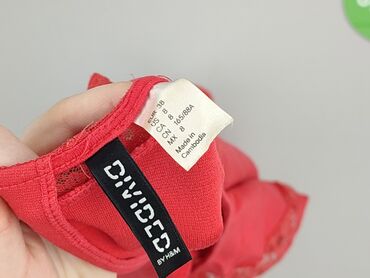 EUR 38
US 8
CA 8
CN 165/88A
MX 8
Made in
Cambodia
DIVIDED
BY H&M